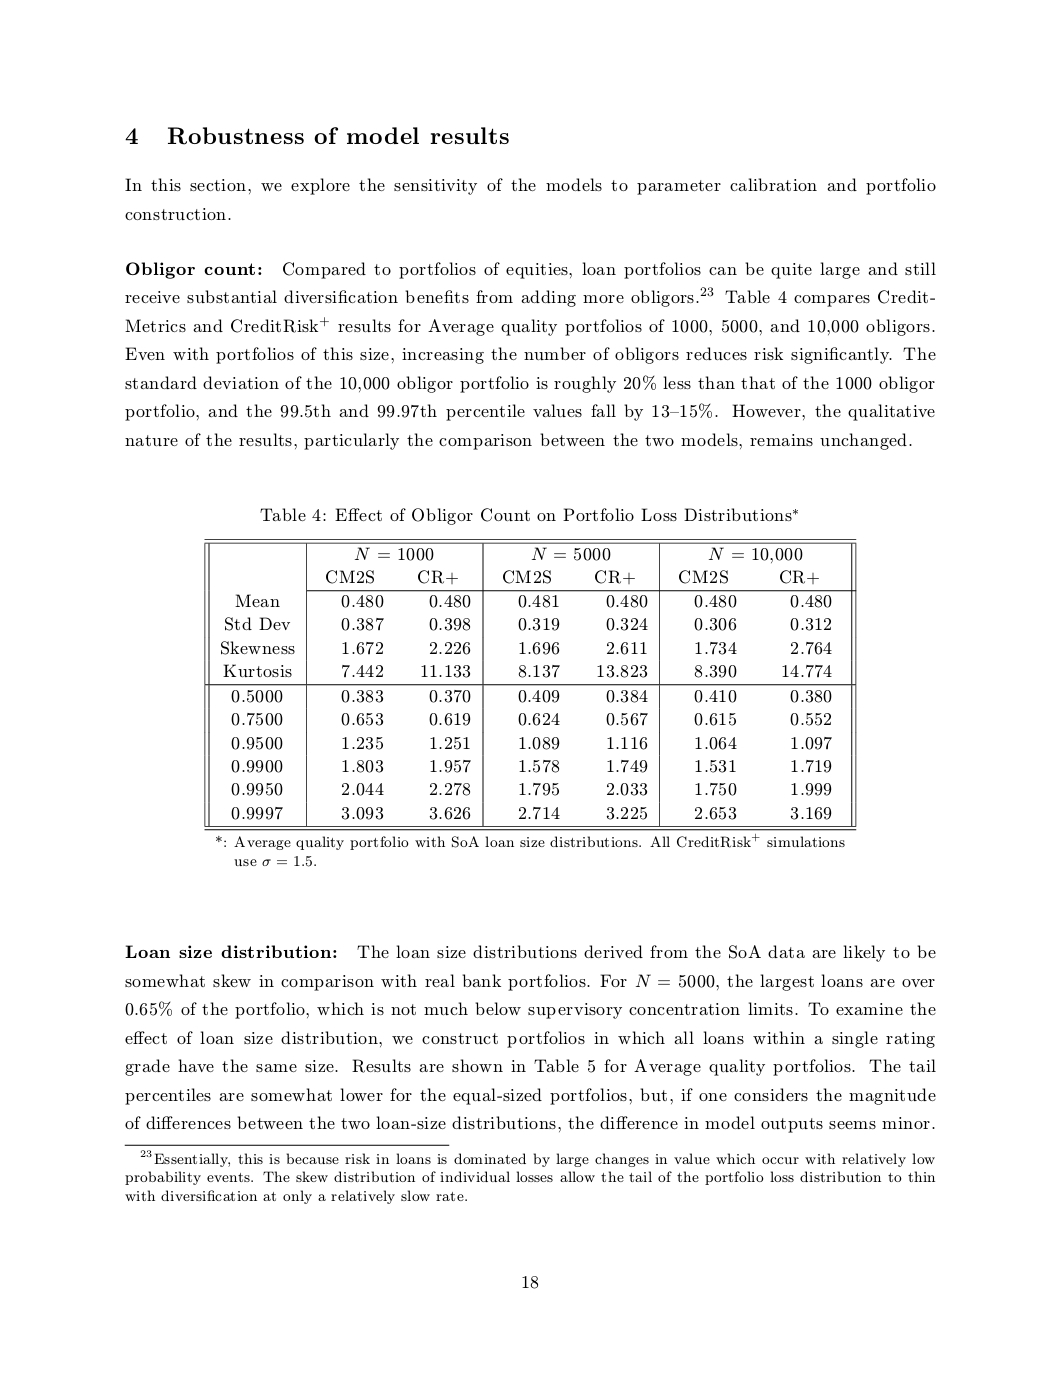 4 Robustness of model results
In this section, we explore the sensitivity of the models to parameter calibration and portfolio
construction.
Obligor count: Compared to portfolios of equities, loan portfolios can be quite large and still
receive substantial diversification benefits from adding more obligors.23 Table 4 compares Credit-
Metrics and CreditRisk+ results for Average quality portfolios of 1000, 5000, and 10,000 obligors.
Even with portfolios of this size, increasing the number of obligors reduces risk significantly. The
standard deviation of the 10,000 obligor portfolio is roughly 20% less than that of the 1000 obligor
portfolio, and the 99.5th and 99.97th percentile values fall by 13–15%. However, the qualitative
nature of the results, particularly the comparison between the two models, remains unchanged.
Table 4: Effect of Obligor Count on Portfolio Loss Distributions*
N = 1000 N = 5000 N = 10,000
CM2S CR+ CM2S CR+ CM2S CR+
Mean 0.480 0.480 0.481 0.480 0.480 0.480
Std Dev 0.387 0.398 0.319 0.324 0.306 0.312
Skewness 1.672 2.226 1.696 2.611 1.734 2.764
Kurtosis 7.442 11.133 8.137 13.823 8.390 14.774
0.5000 0.383 0.370 0.409 0.384 0.410 0.380
0.7500 0.653 0.619 0.624 0.567 0.615 0.552
0.9500 1.235 1.251 1.089 1.116 1.064 1.097
0.9900 1.803 1.957 1.578 1.749 1.531 1.719
0.9950 2.044 2.278 1.795 2.033 1.750 1.999
0.9997 3.093 3.626 2.714 3.225 2.653 3.169
*: Average quality portfolio with SoA loan size distributions. All CreditRisk+ simulations
use σ = 1.5.
Loan size distribution: The loan size distributions derived from the SoA data are likely to be
somewhat skew in comparison with real bank portfolios. For N = 5000, the largest loans are over
0.65% of the portfolio, which is not much below supervisory concentration limits. To examine the
effect of loan size distribution, we construct portfolios in which all loans within a single rating
grade have the same size. Results are shown in Table 5 for Average quality portfolios. The tail
percentiles are somewhat lower for the equal-sized portfolios, but, if one considers the magnitude
of differences between the two loan-size distributions, the difference in model outputs seems minor.
23Essentially, this is because risk in loans is dominated by large changes in value which occur with relatively low
probability events. The skew distribution of individual losses allow the tail of the portfolio loss distribution to thin
with diversification at only a relatively slow rate.
18